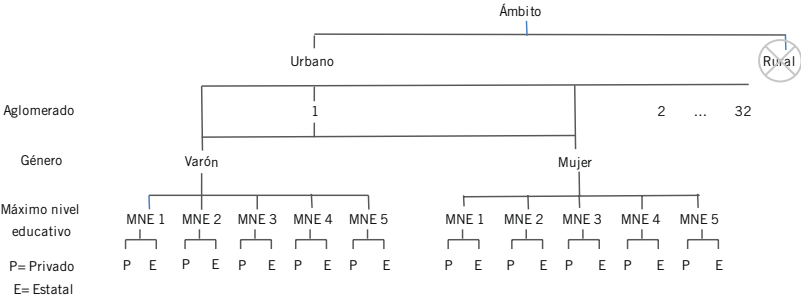 Ámbito
Urbano Rural
Aglomerado 1 2 ... 32
Género Varón Mujer
Máximo nivel educativo MNE 1 MNE 2 MNE 3 MNE 4 MNE 5 MNE 1 MNE 2 MNE 3 MNE 4 MNE 5
P= Privado P E P E P E P E P E P E P E P E P E P E
E= Estatal